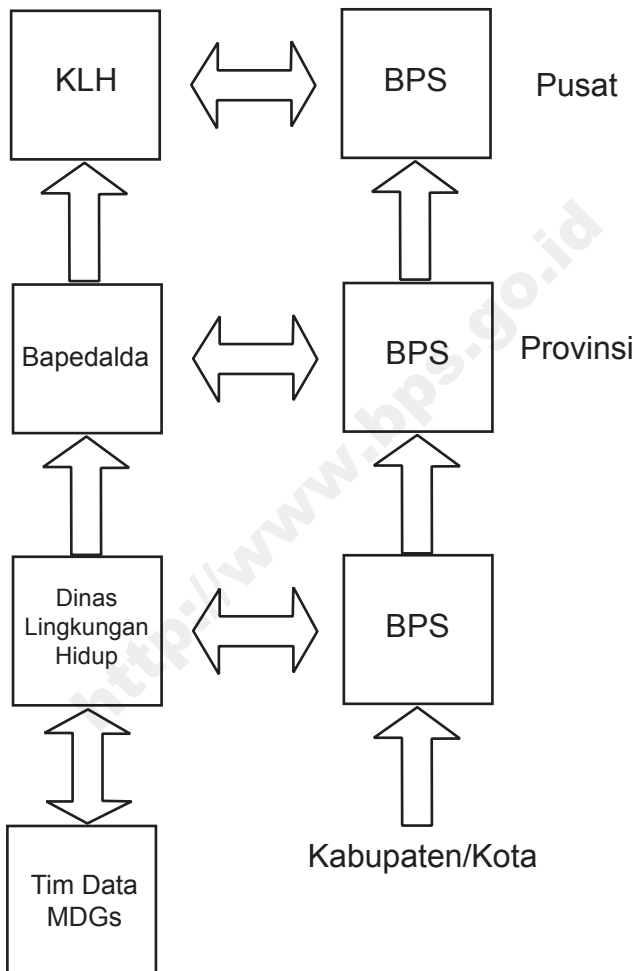 KLH
BPS
Pusat
Bapedalda
BPS
Provinsi
Dinas
Lingkungan
Hidup
BPS
Kabupaten/Kota
Tim Data
MDGs
http://www.bps.go.id